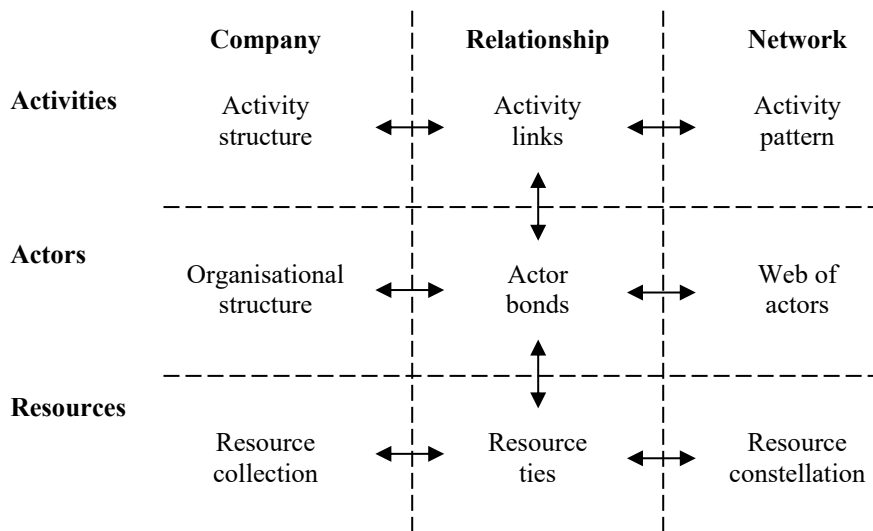 Company Relationship Network
Activities
Activity
structure
Activity
links
Activity
pattern
Actors
Organisational
structure
Actor
bonds
Web of
actors
Resources
Resource
collection
Resource
ties
Resource
constellation